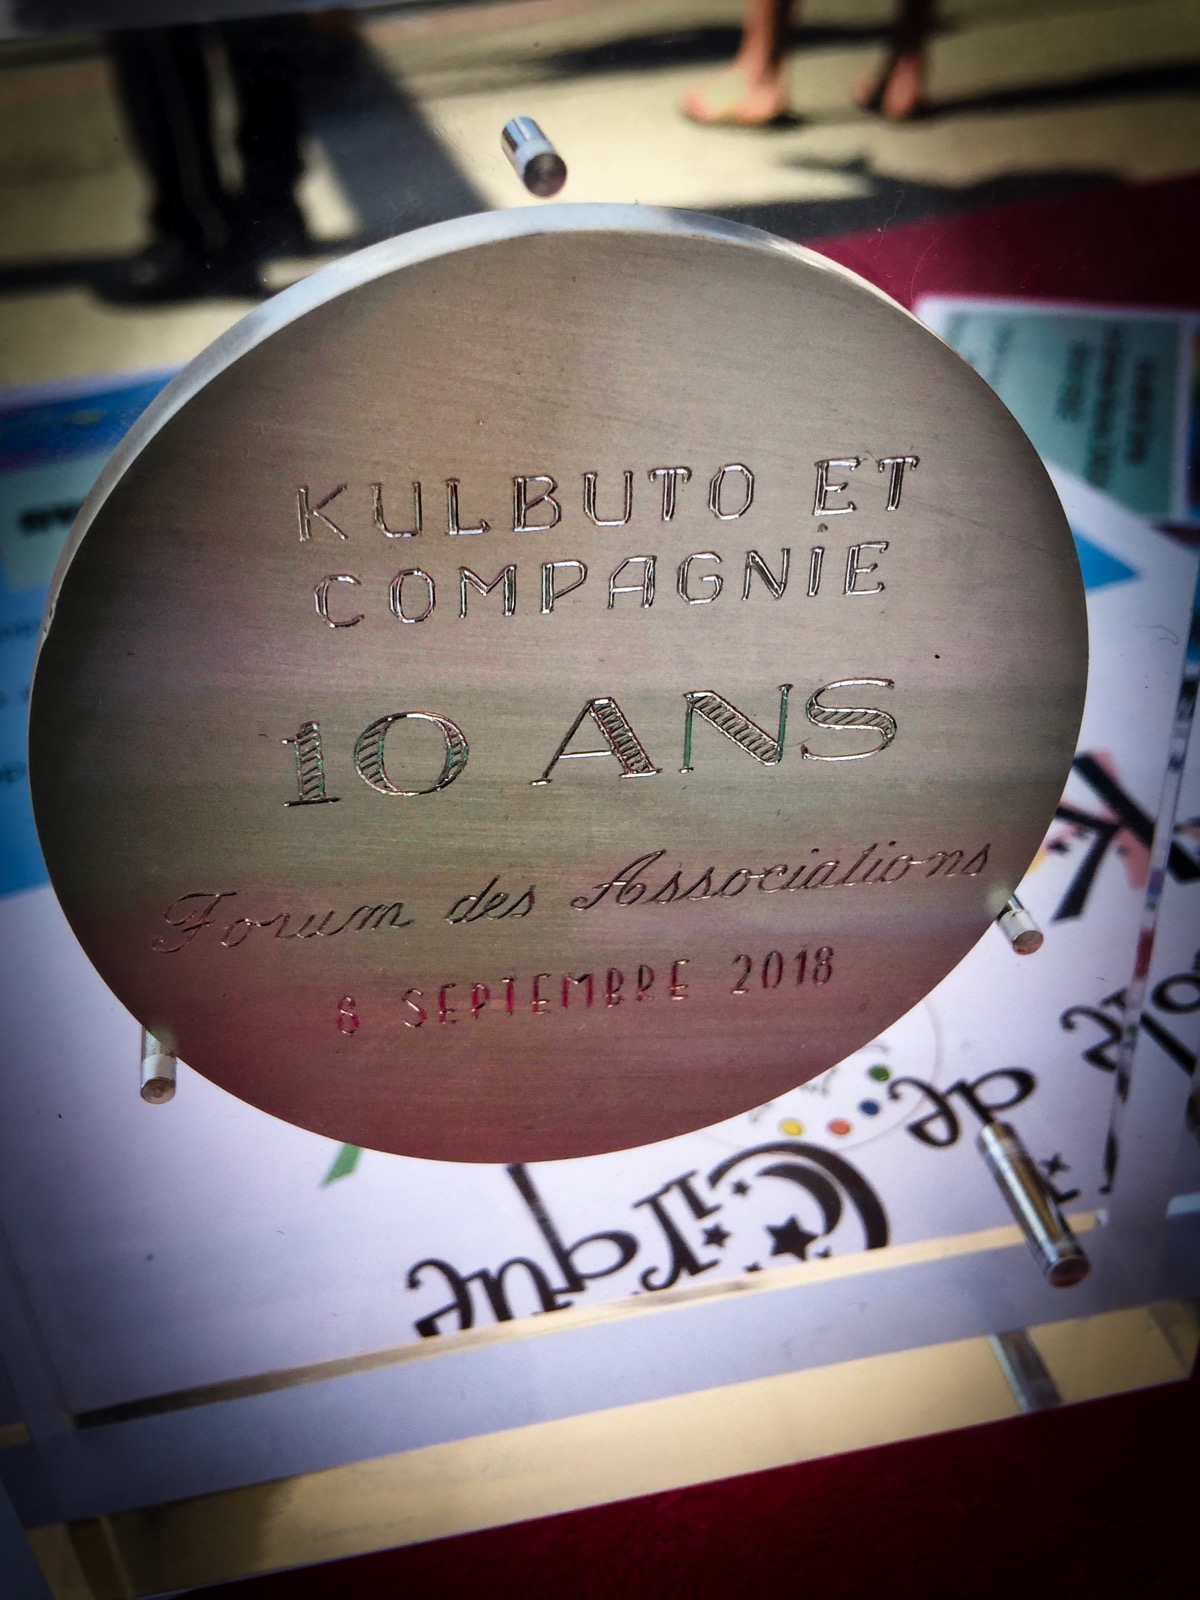 KULBUTO ET
COMPAGNIE
10 ANS
Forum des Associations
8 SEPTEMBRE 2018
de
Cirque